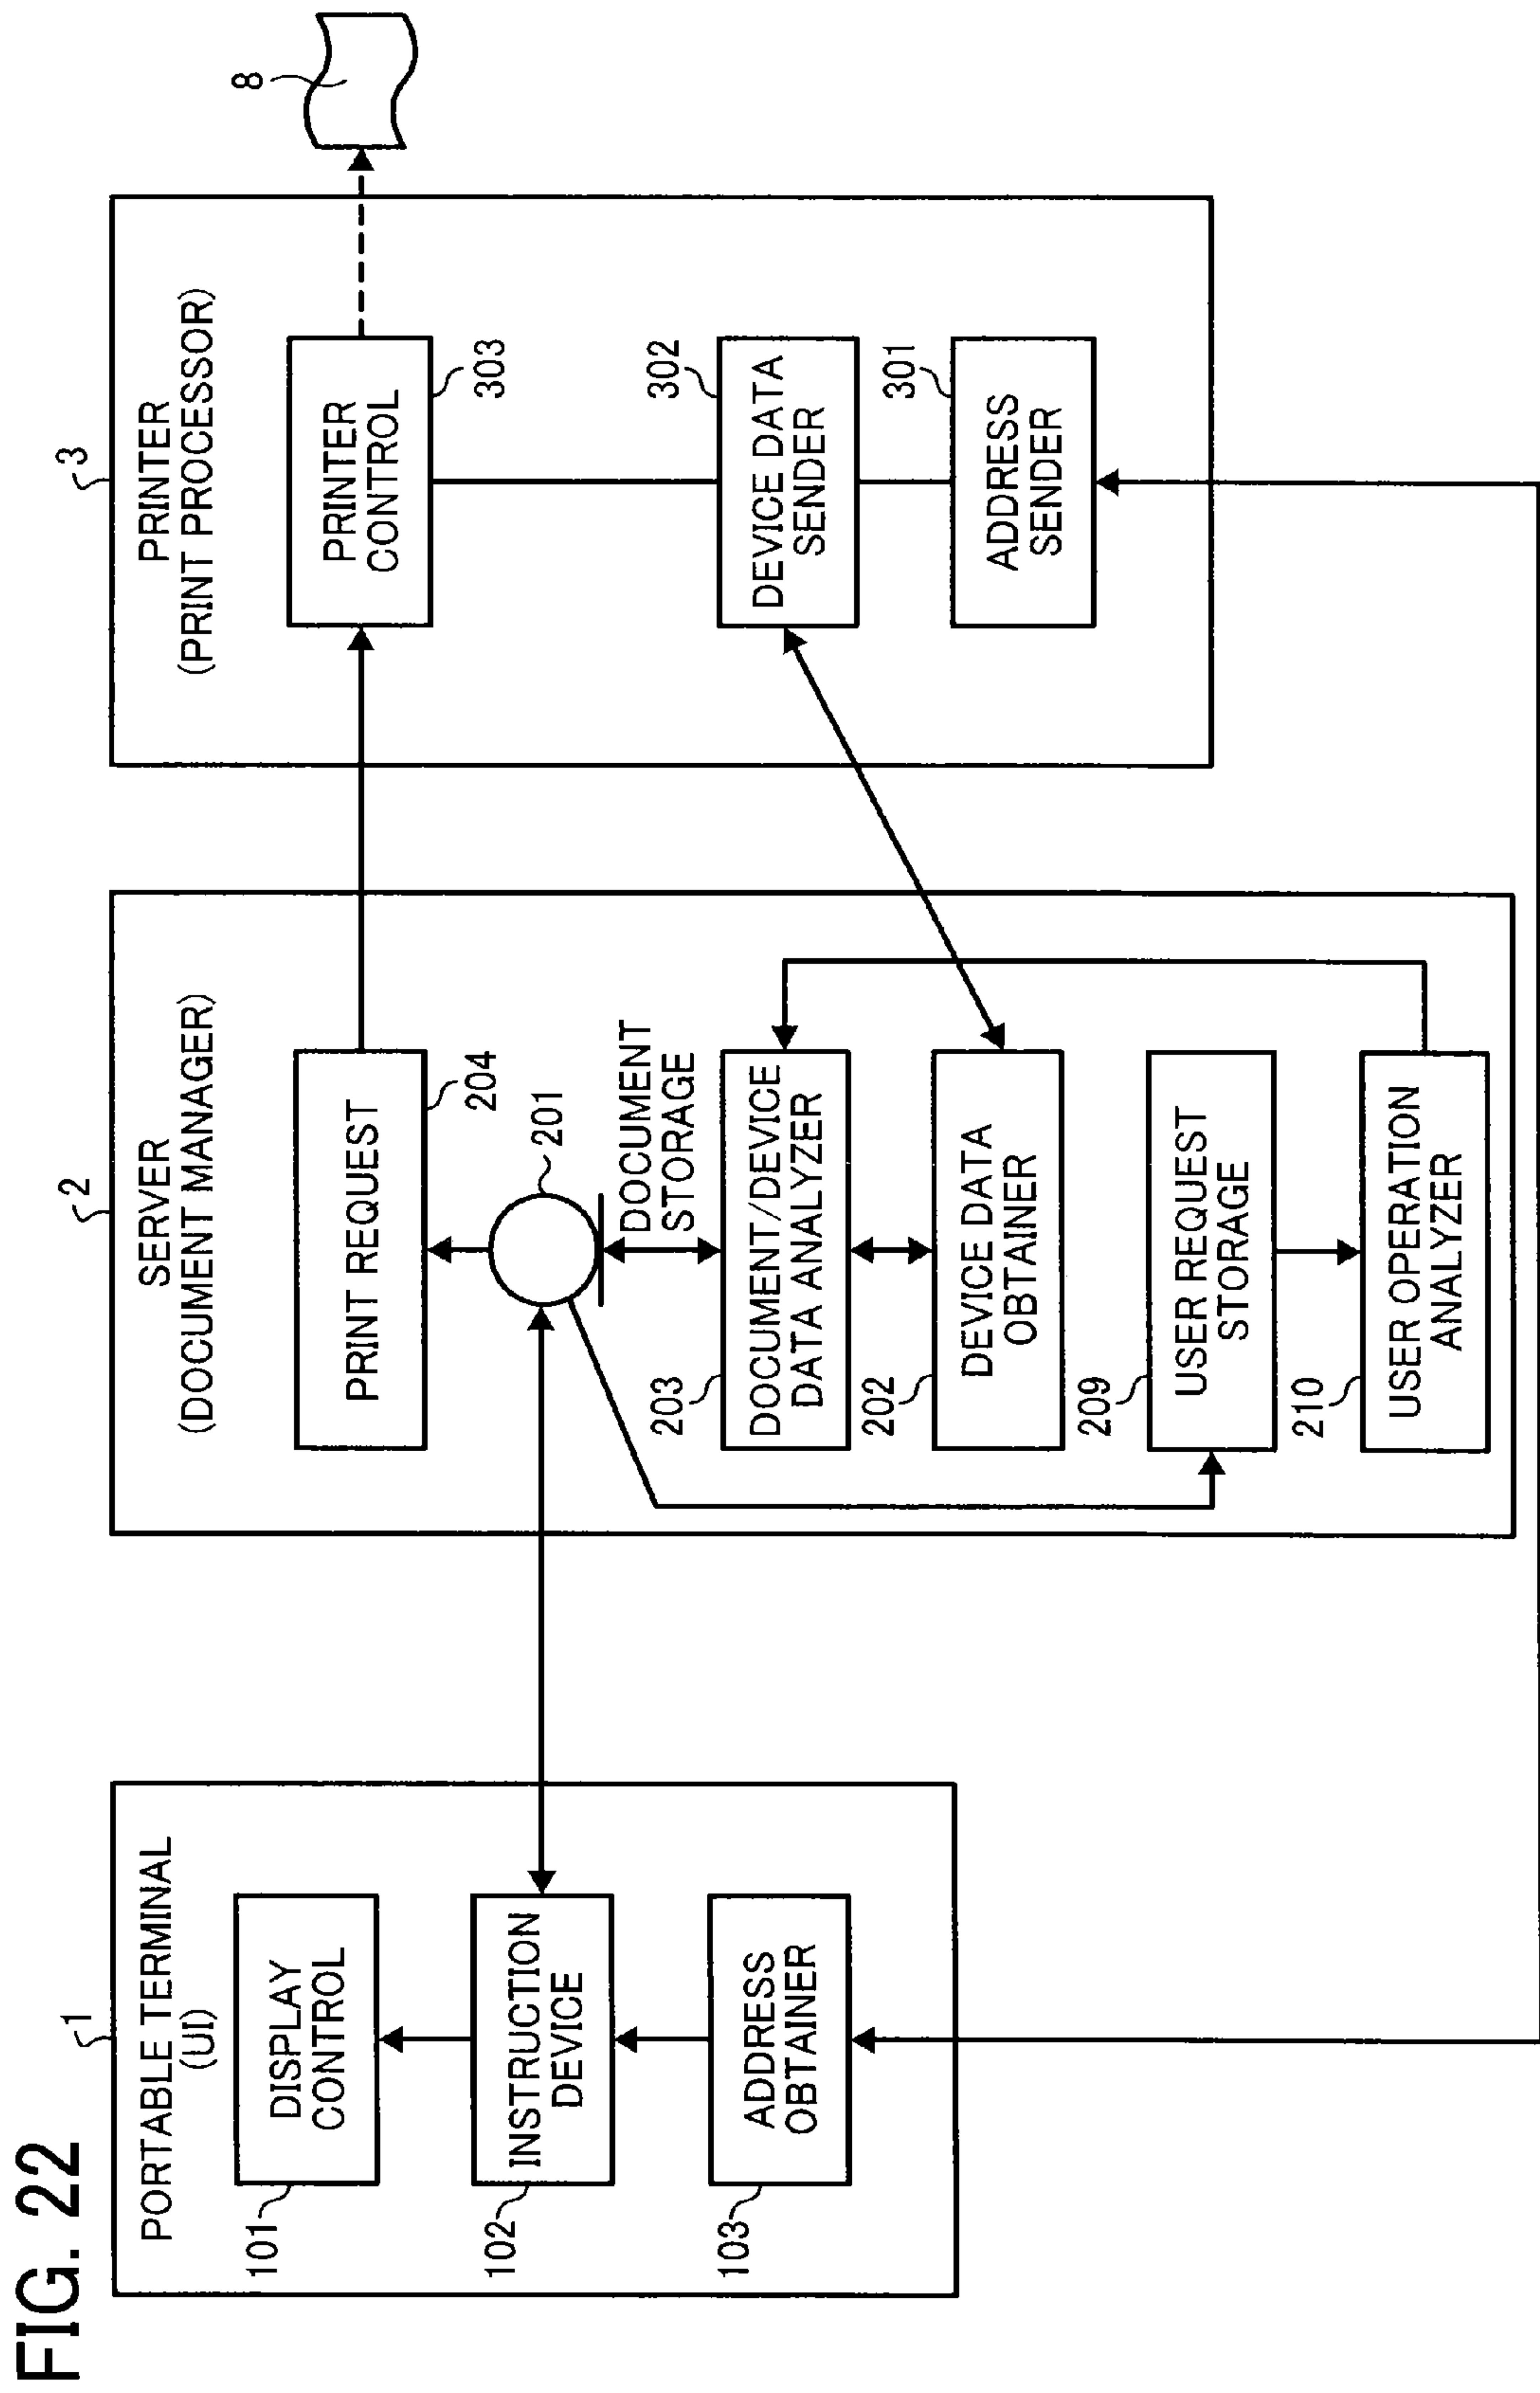 FIG. 22
1
PORTABLE TERMINAL
(UI)
DISPLAY
CONTROL
101
INSTRUCTION
DEVICE
102
ADDRESS
OBTAINER
103
2
SERVER
(DOCUMENT MANAGER)
PRINT REQUEST
204
201
DOCUMENT
STORAGE
203
DOCUMENT/DEVICE
DATA ANALYZER
202
DEVICE DATA
OBTAINER
209
USER REQUEST
STORAGE
210
USER OPERATION
ANALYZER
3
PRINTER
(PRINT PROCESSOR)
PRINTER
CONTROL
303
302
DEVICE DATA
SENDER
301
ADDRESS
SENDER
8